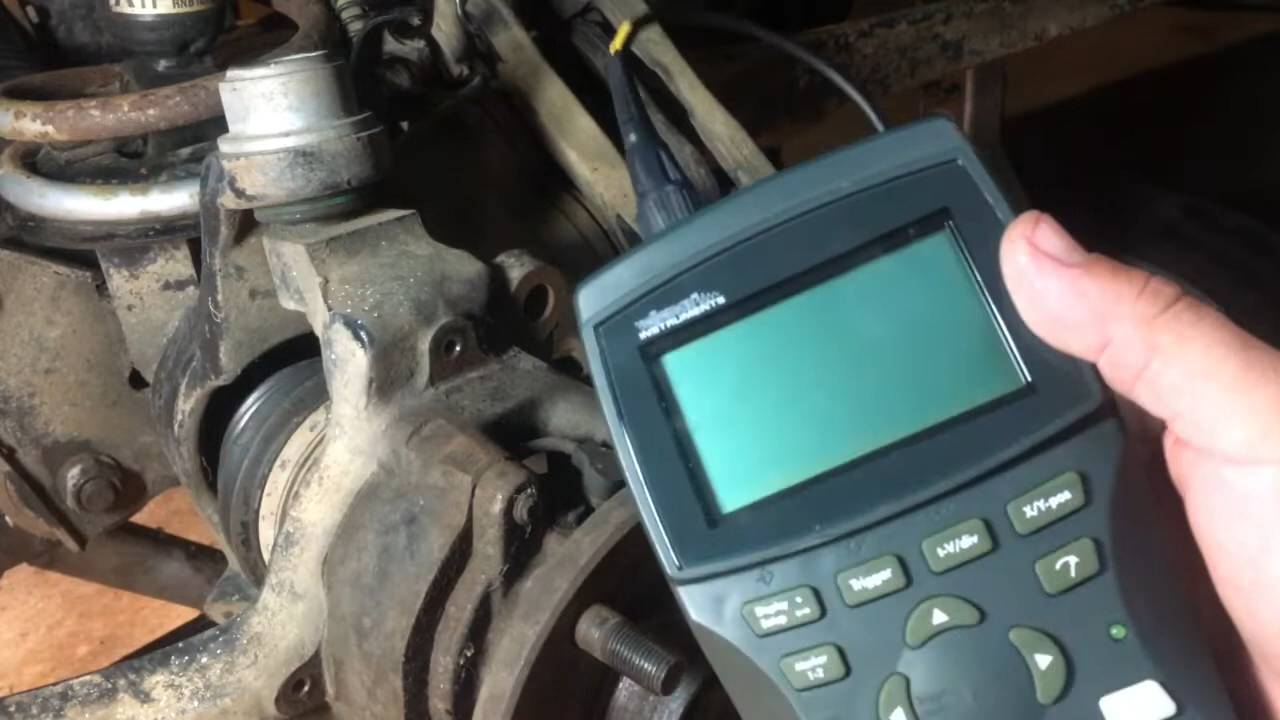 INSTRUMENTS
X/Y-pos
t-V/div
Trigger
Display
Setup
Marker
1-2